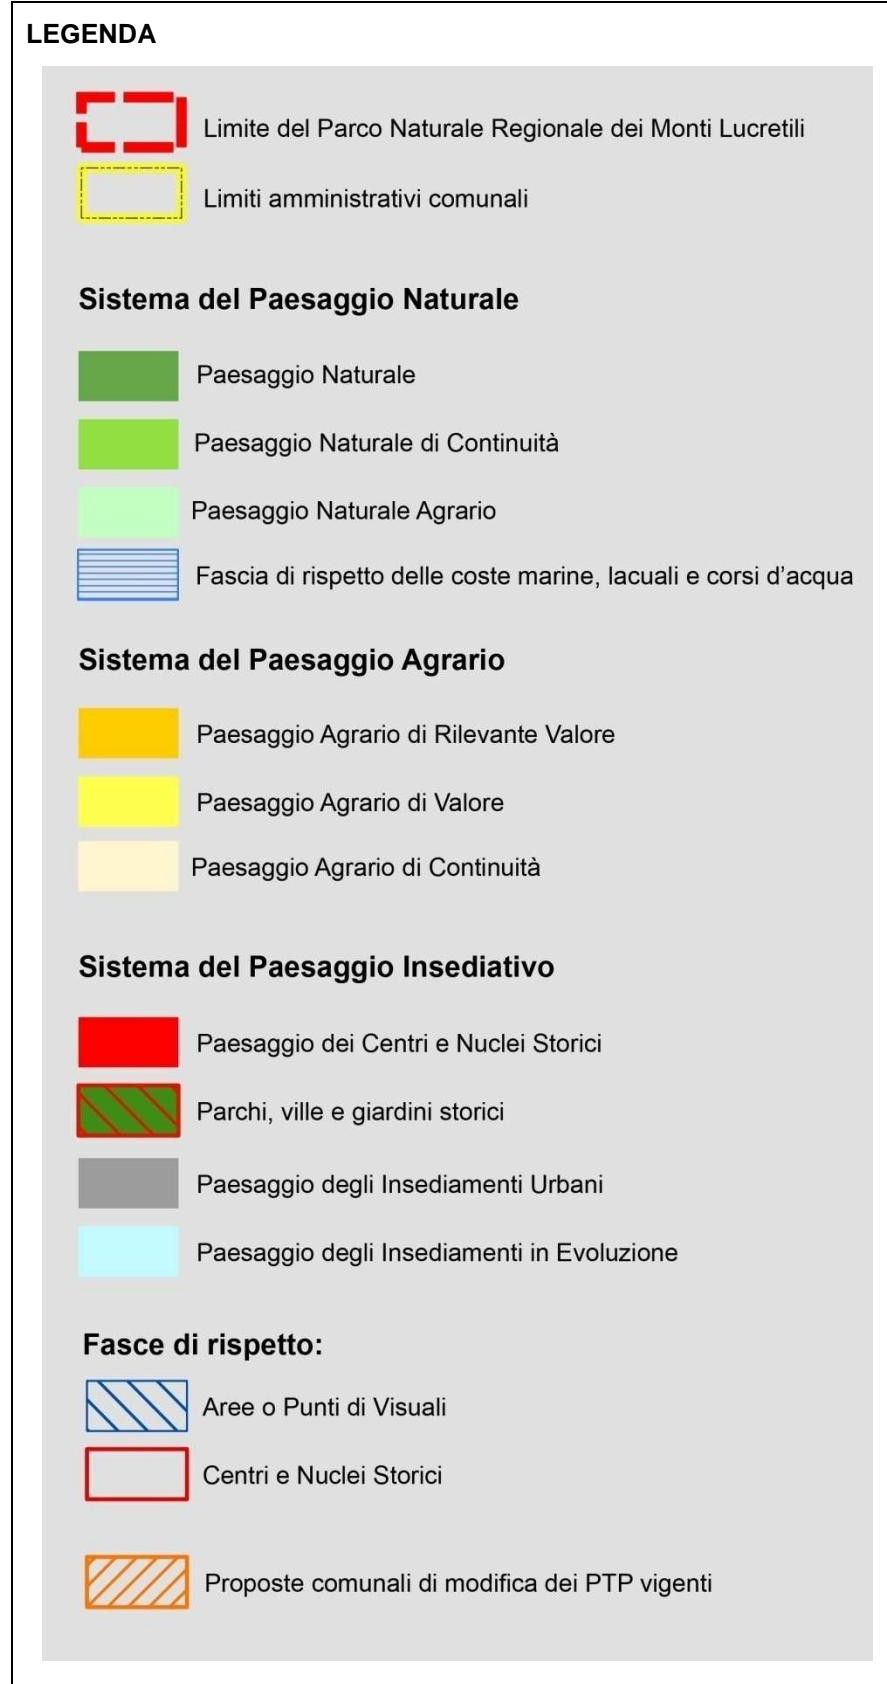 LEGENDA
Limite del Parco Naturale Regionale dei Monti Lucretili
Limiti amministrativi comunali
Sistema del Paesaggio Naturale
Paesaggio Naturale
Paesaggio Naturale di Continuità
Paesaggio Naturale Agrario
Fascia di rispetto delle coste marine, lacuali e corsi d’acqua
Sistema del Paesaggio Agrario
Paesaggio Agrario di Rilevante Valore
Paesaggio Agrario di Valore
Paesaggio Agrario di Continuità
Sistema del Paesaggio Insediativo
Paesaggio dei Centri e Nuclei Storici
Parchi, ville e giardini storici
Paesaggio degli Insediamenti Urbani
Paesaggio degli Insediamenti in Evoluzione
Fasce di rispetto:
Aree o Punti di Visuali
Centri e Nuclei Storici
Proposte comunali di modifica dei PTP vigenti